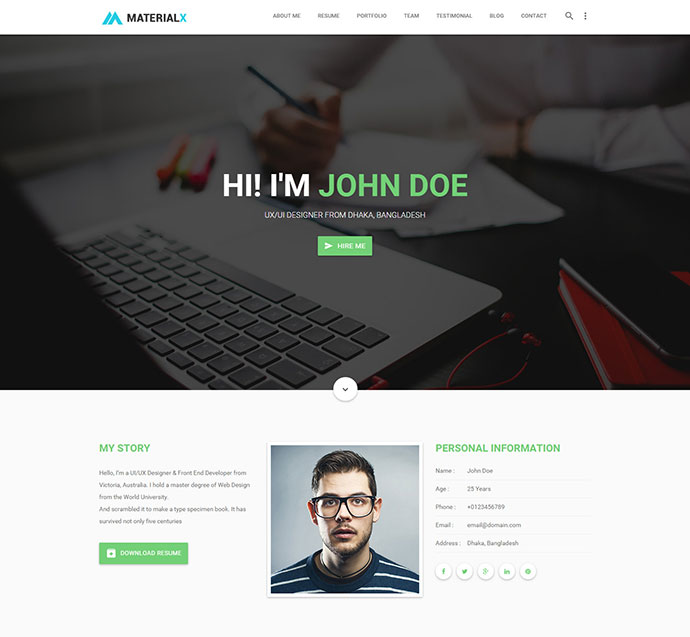 MATERIALX
ABOUT ME RESUME PORTFOLIO TEAM TESTIMONIAL BLOG CONTACT
HI! I'M JOHN DOE
UX/UI DESIGNER FROM DHAKA, BANGLADESH
HIRE ME
MY STORY
Hello, I'm a UI/UX Designer & Front End Developer from
Victoria, Australia. I hold a master degree of Web Design
from the World University.
And scrambled it to make a type specimen book. It has
survived not only five centuries
DOWNLOAD RESUME
PERSONAL INFORMATION
Name : John Doe
Age : 25 Years
Phone : +0123456789
Email : email@domain.com
Address : Dhaka, Bangladesh